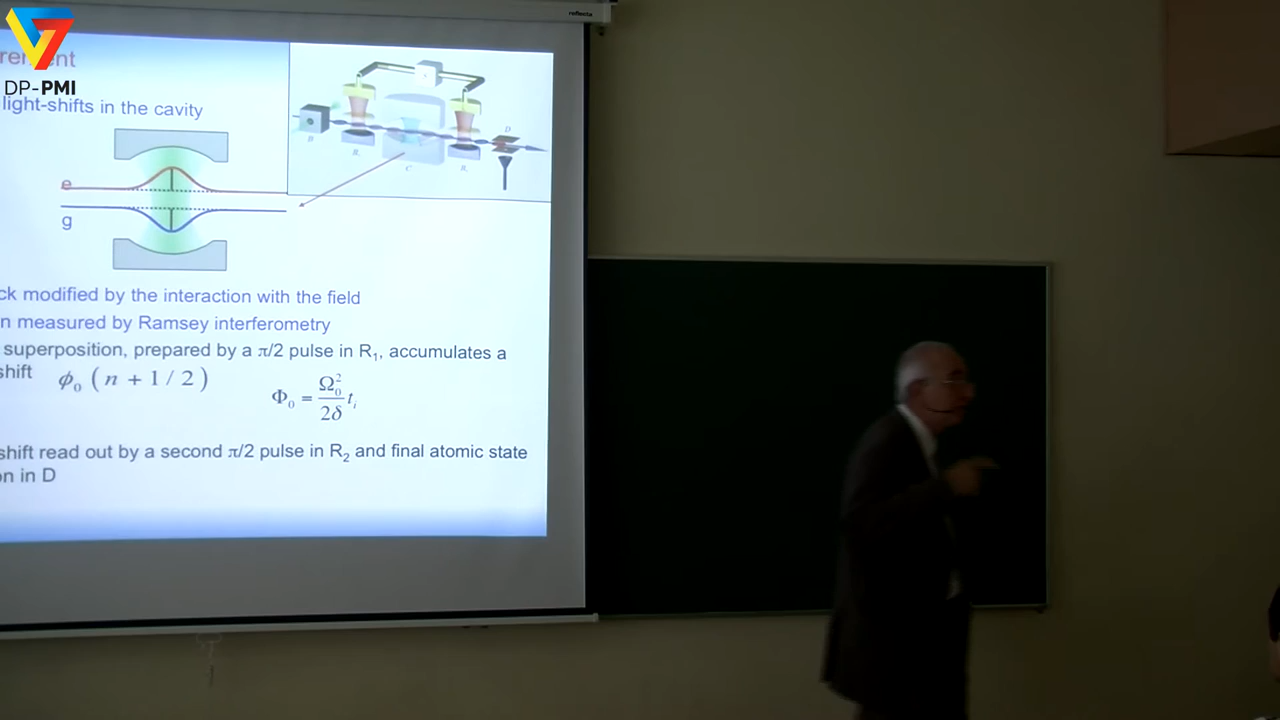 reflecta
DP-PMI
light-shifts in the cavity
e
g
ck modified by the interaction with the field
n measured by Ramsey interferometry
superposition, prepared by a π/2 pulse in R₁, accumulates a
shift ϕ₀ (n + 1 / 2) Φ₀ = Ω₀² / 2δ tᵢ
shift read out by a second π/2 pulse in R₂ and final atomic state
n in D